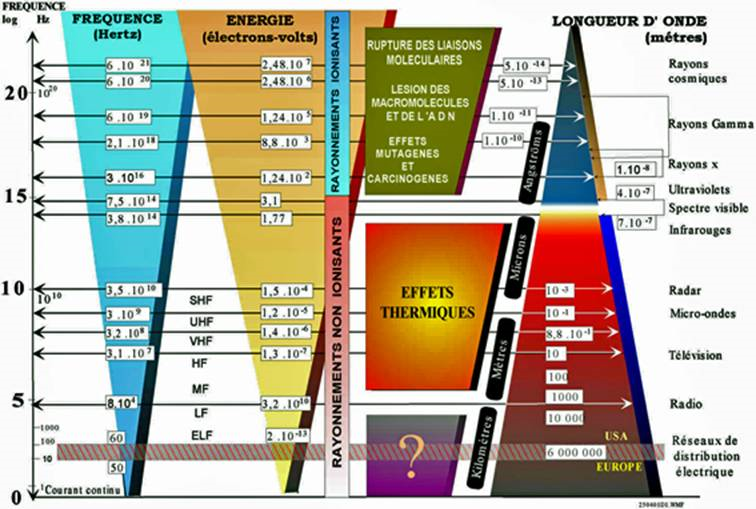 FREQUENCE
log Hz
FREQUENCE
(Hertz)
ENERGIE
(électrons-volts)
LONGUEUR D' ONDE
(métres)
RAYONNEMENTS IONISANTS
RAYONNEMENTS NON IONISANTS
20
10 20
15
10
10 10
5
1000
100
10
0
1 Courant continu
6 .10 21
6 .10 20
6 .10 19
2,1 .10 18
3 .10 16
7,5 .10 14
3,8 .10 14
3,5 .10 10
3 .10 9
3,2 .10 8
3,1 .10 7
8.10 4
60
50
2,48.10 7
2,48.10 6
1,24.10 5
8,8 .10 3
1,24.10 2
3,1
1,77
1,5 .10 -4
1,2 .10 -5
1,4 .10 -6
1,3 .10 -7
3,2 .10 10
2 .10 -13
SHF
UHF
VHF
HF
MF
LF
ELF
RUPTURE DES LIAISONS
MOLECULAIRES
LESION DES
MACROMOLECULES
ET DE L 'A D N
EFFETS
MUTAGENES
ET
CARCINOGENES
EFFETS
THERMIQUES
?
Angströms
Microns
Mètres
Kilomètres
5.10 -14
5.10 -13
1.10 -11
1.10 -10
1.10 -8
4.10 -7
7.10 -7
10 -3
10 -1
8,8 .10 -1
10
100
1000
10 000
6 000 000
USA
EUROPE
Rayons
cosmiques
Rayons Gamma
Rayons x
Ultraviolets
Spectre visible
Infrarouges
Radar
Micro-ondes
Télévision
Radio
Réseaux de
distribution
électrique